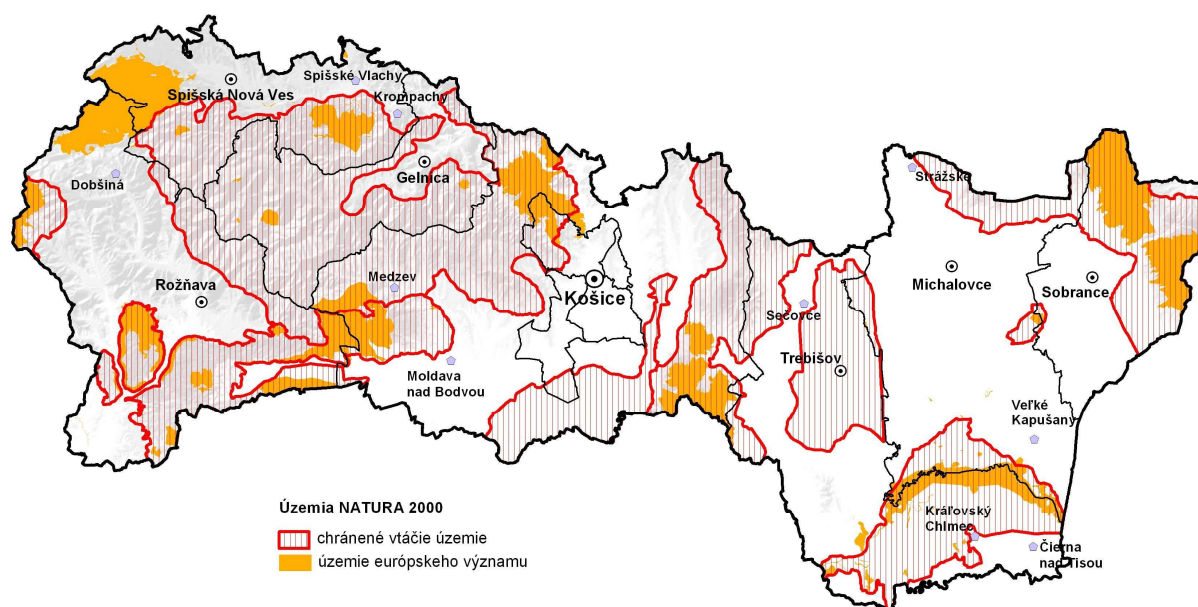 Spišská Nová Ves
Spišské Vlachy
Krompachy
Dobšiná
Gelnica
Strážske
Rožňava
Medzev
Košice
Michalovce
Sobrance
Sečovce
Trebišov
Moldava
nad Bodvou
Veľké
Kapušany
Kráľovský
Chlmec
Čierna
nad Tisou
Územia NATURA 2000
chránené vtáčie územie
územie európskeho významu